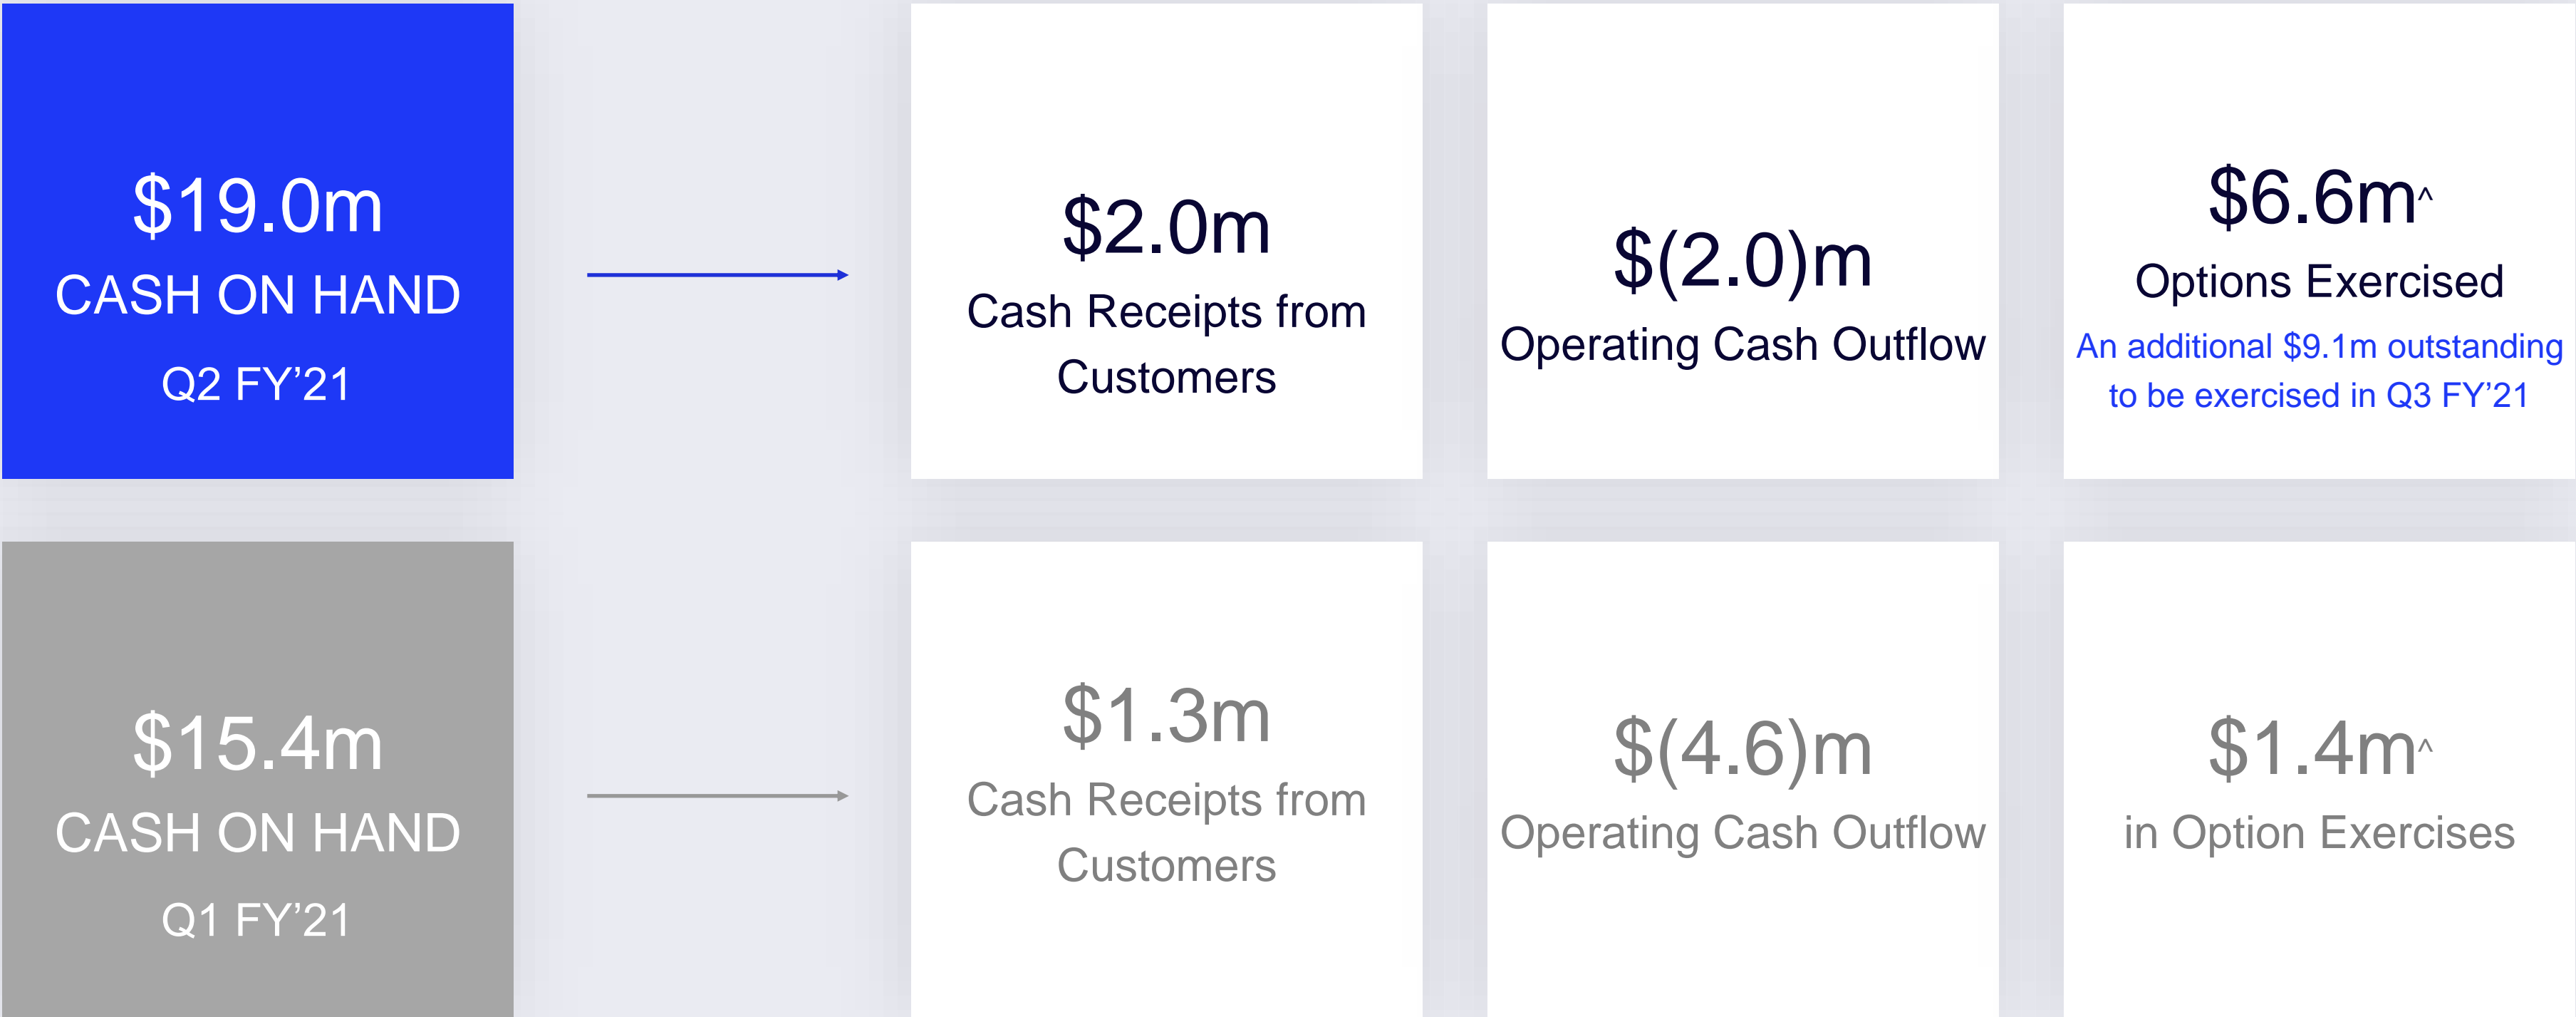 $19.0m
CASH ON HAND
Q2 FY’21
$2.0m
Cash Receipts from
Customers
$(2.0)m
Operating Cash Outflow
$6.6m^
Options Exercised
An additional $9.1m outstanding
to be exercised in Q3 FY’21
$15.4m
CASH ON HAND
Q1 FY’21
$1.3m
Cash Receipts from
Customers
$(4.6)m
Operating Cash Outflow
$1.4m^
in Option Exercises